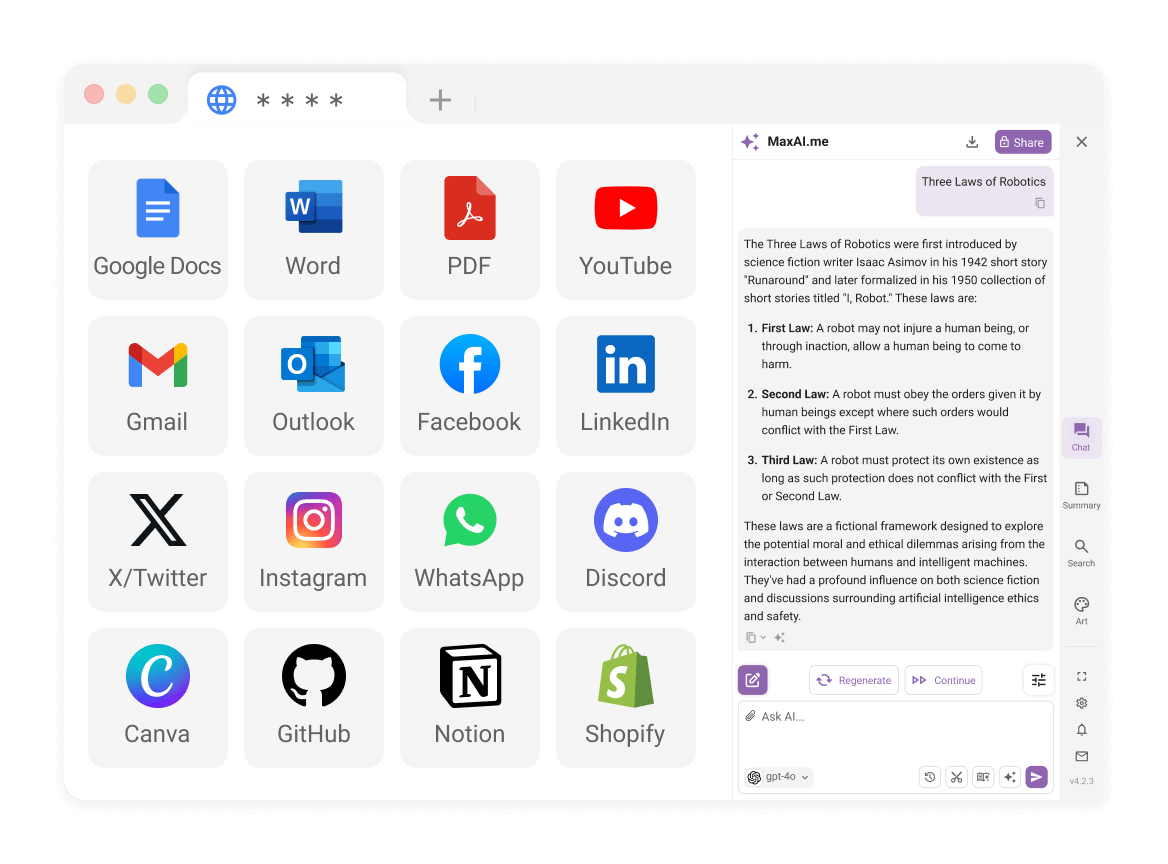 * * * *
Google Docs
Word
PDF
YouTube
Gmail
Outlook
Facebook
LinkedIn
X/Twitter
Instagram
WhatsApp
Discord
Canva
GitHub
Notion
Shopify
MaxAI.me
Share
Three Laws of Robotics
The Three Laws of Robotics were first introduced by
science fiction writer Isaac Asimov in his 1942 short story
"Runaround" and later formalized in his 1950 collection of
short stories titled "I, Robot." These laws are:
1. First Law: A robot may not injure a human being, or
through inaction, allow a human being to come to
harm.
2. Second Law: A robot must obey the orders given it by
human beings except where such orders would
conflict with the First Law.
3. Third Law: A robot must protect its own existence as
long as such protection does not conflict with the First
or Second Law.
These laws are a fictional framework designed to explore
the potential moral and ethical dilemmas arising from the
interaction between humans and intelligent machines.
They've had a profound influence on both science fiction
and discussions surrounding artificial intelligence ethics
and safety.
Regenerate
Continue
Ask AI...
gpt-4o
Chat
Summary
Search
Art
v4.2.3